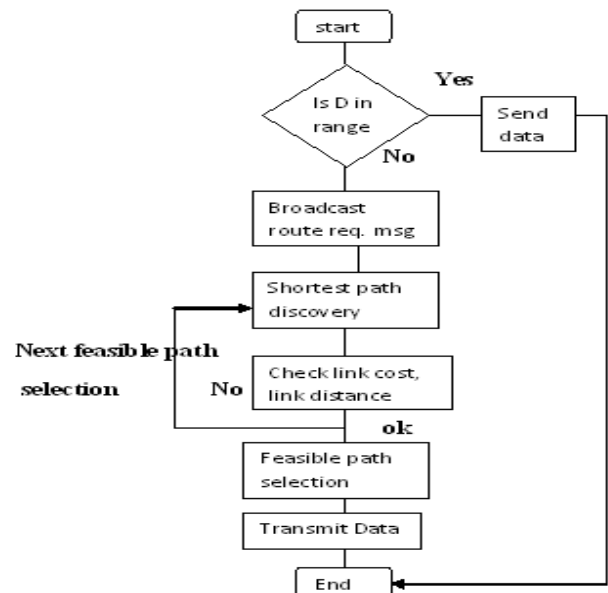 start
Yes
Is D in
range
Send
data
No
Broadcast
route req. msg
Shortest path
discovery
Next feasible path
selection
No
Check link cost,
link distance
ok
Feasible path
selection
Transmit Data
End